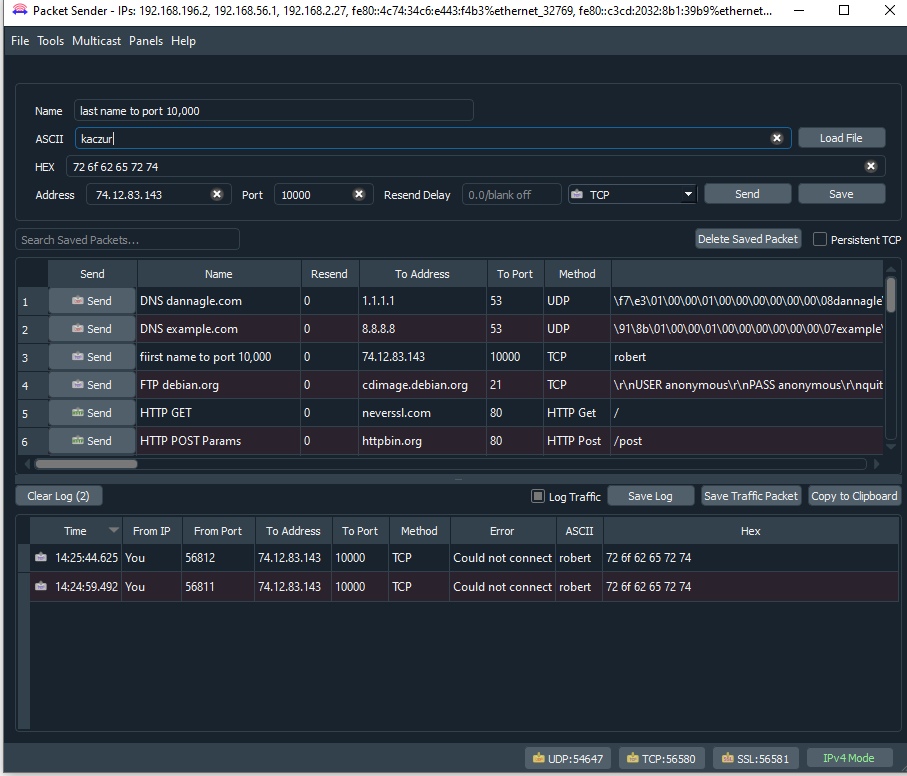 Packet Sender - IPs: 192.168.196.2, 192.168.56.1, 192.168.2.27, fe80::4c74:34c6:e443:f4b3%ethernet_32769, fe80::c3cd:2032:8b1:39b9%ethernet...
File Tools Multicast Panels Help
Name last name to port 10,000
ASCII kaczur Load File
HEX 72 6f 62 65 72 74
Address 74.12.83.143 Port 10000 Resend Delay 0.0/blank off TCP Send Save
Search Saved Packets... Delete Saved Packet Persistent TCP
Send Name Resend To Address To Port Method
1 Send DNS dannagle.com 0 1.1.1.1 53 UDP \f7\e3\01\00\00\01\00\00\00\00\00\00\08dannagle\
2 Send DNS example.com 0 8.8.8.8 53 UDP \91\8b\01\00\00\01\00\00\00\00\00\00\07example\
3 Send fiirst name to port 10,000 0 74.12.83.143 10000 TCP robert
4 Send FTP debian.org 0 cdimage.debian.org 21 TCP \r\nUSER anonymous\r\nPASS anonymous\r\nquit
5 Send HTTP GET 0 neverssl.com 80 HTTP Get /
6 Send HTTP POST Params 0 httpbin.org 80 HTTP Post /post
Clear Log (2) Log Traffic Save Log Save Traffic Packet Copy to Clipboard
Time From IP From Port To Address To Port Method Error ASCII Hex
14:25:44.625 You 56812 74.12.83.143 10000 TCP Could not connect robert 72 6f 62 65 72 74
14:24:59.492 You 56811 74.12.83.143 10000 TCP Could not connect robert 72 6f 62 65 72 74
UDP:54647 TCP:56580 SSL:56581 IPv4 Mode